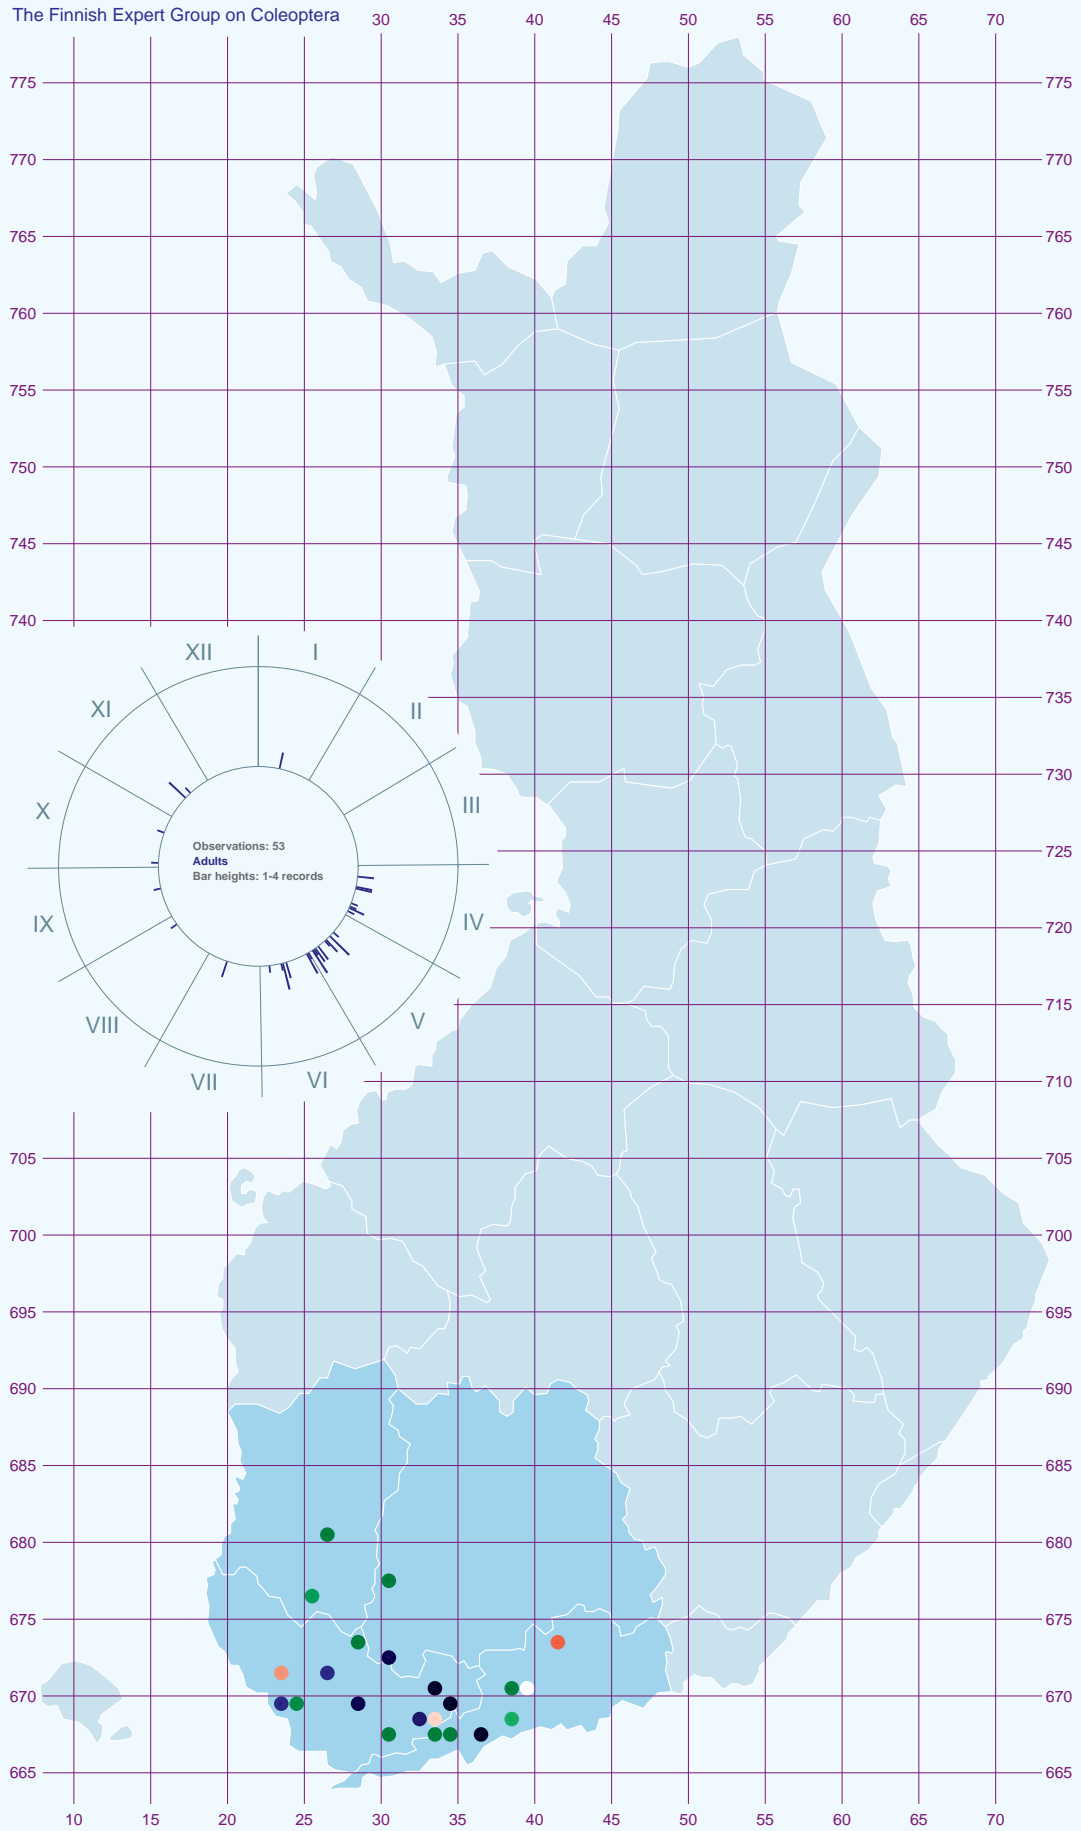 The Finnish Expert Group on Coleoptera 30 40 50 60 70
775 775
770 770
765 765
760 760
755 755
750 750
745 745
740 740
XII I
XI II
735
730
X III
725
Observations: 53
Adults
Bar heights: 1-4 records
IX IV 720
715
VIII V
VII VI
710
705 705
700 700
695 695
690 690
685 685
680 680
675 675
670 670
665 665
10 15 20 25 30 35 40 45 50 55 60 65 70